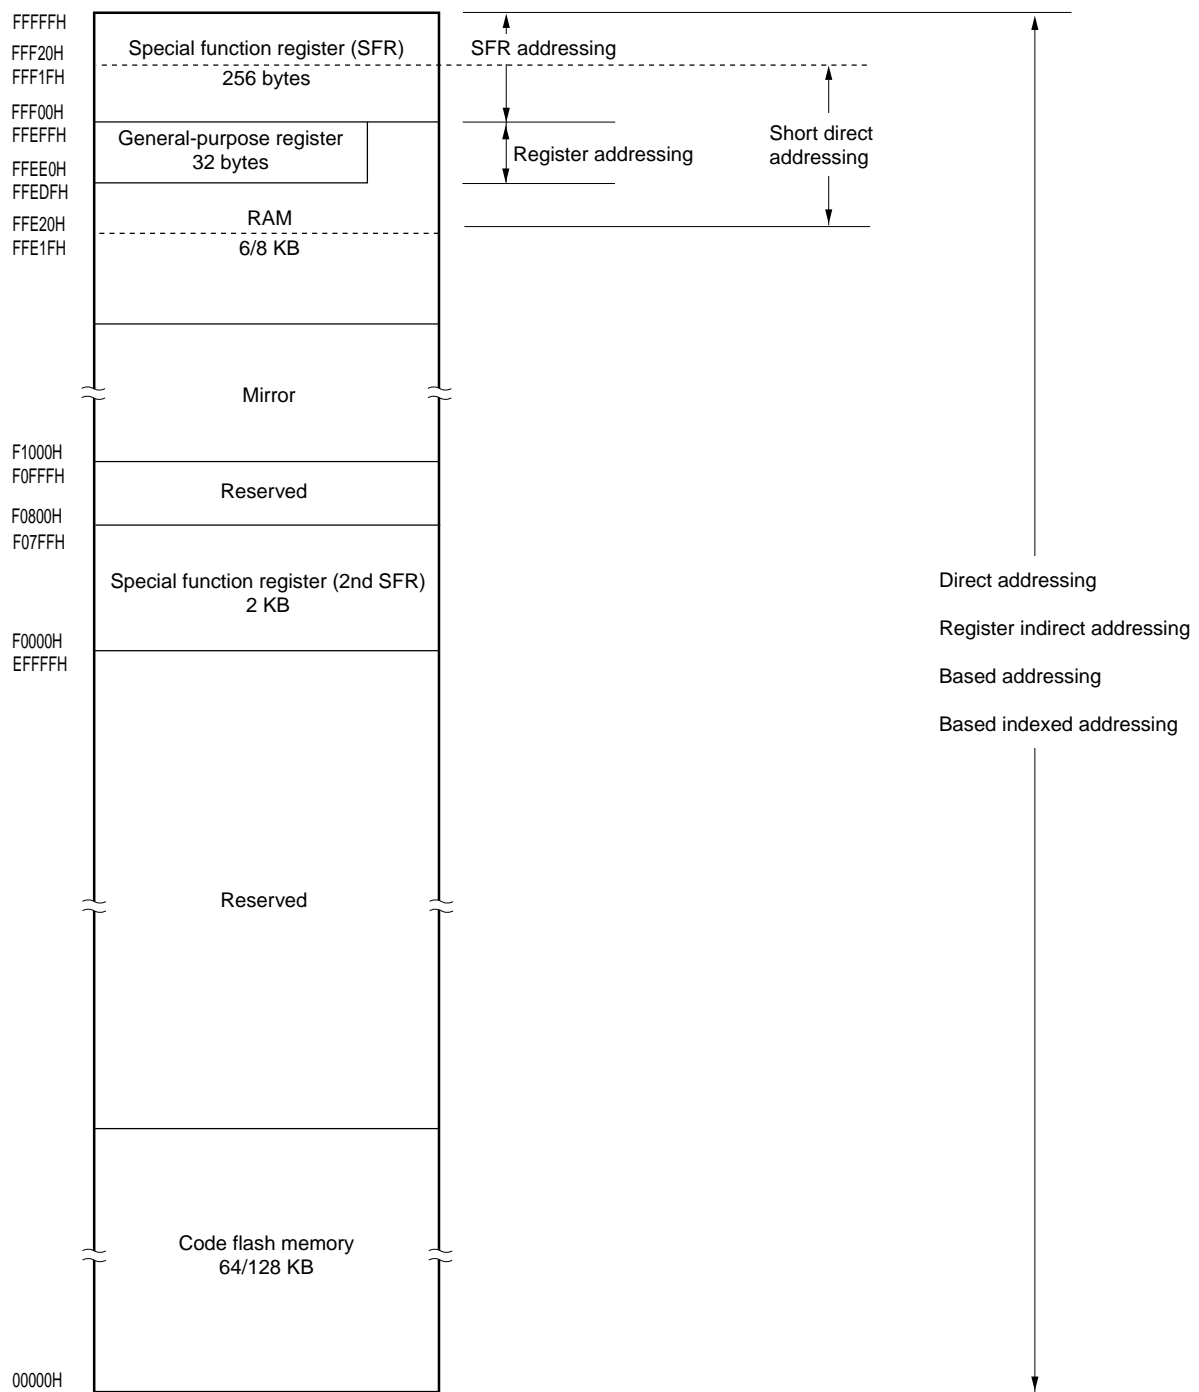 FFFFFH
Special function register (SFR)
256 bytes
SFR addressing
FFF20H
FFF1FH
FFF00H
FFEFFH
General-purpose register
32 bytes
Register addressing
Short direct
addressing
FFEE0H
FFEDFH
RAM
6/8 KB
FFE20H
FFE1FH
Mirror
F1000H
F0FFFH
Reserved
F0800H
F07FFH
Special function register (2nd SFR)
2 KB
F0000H
EFFFFH
Direct addressing
Register indirect addressing
Based addressing
Based indexed addressing
Reserved
Code flash memory
64/128 KB
00000H